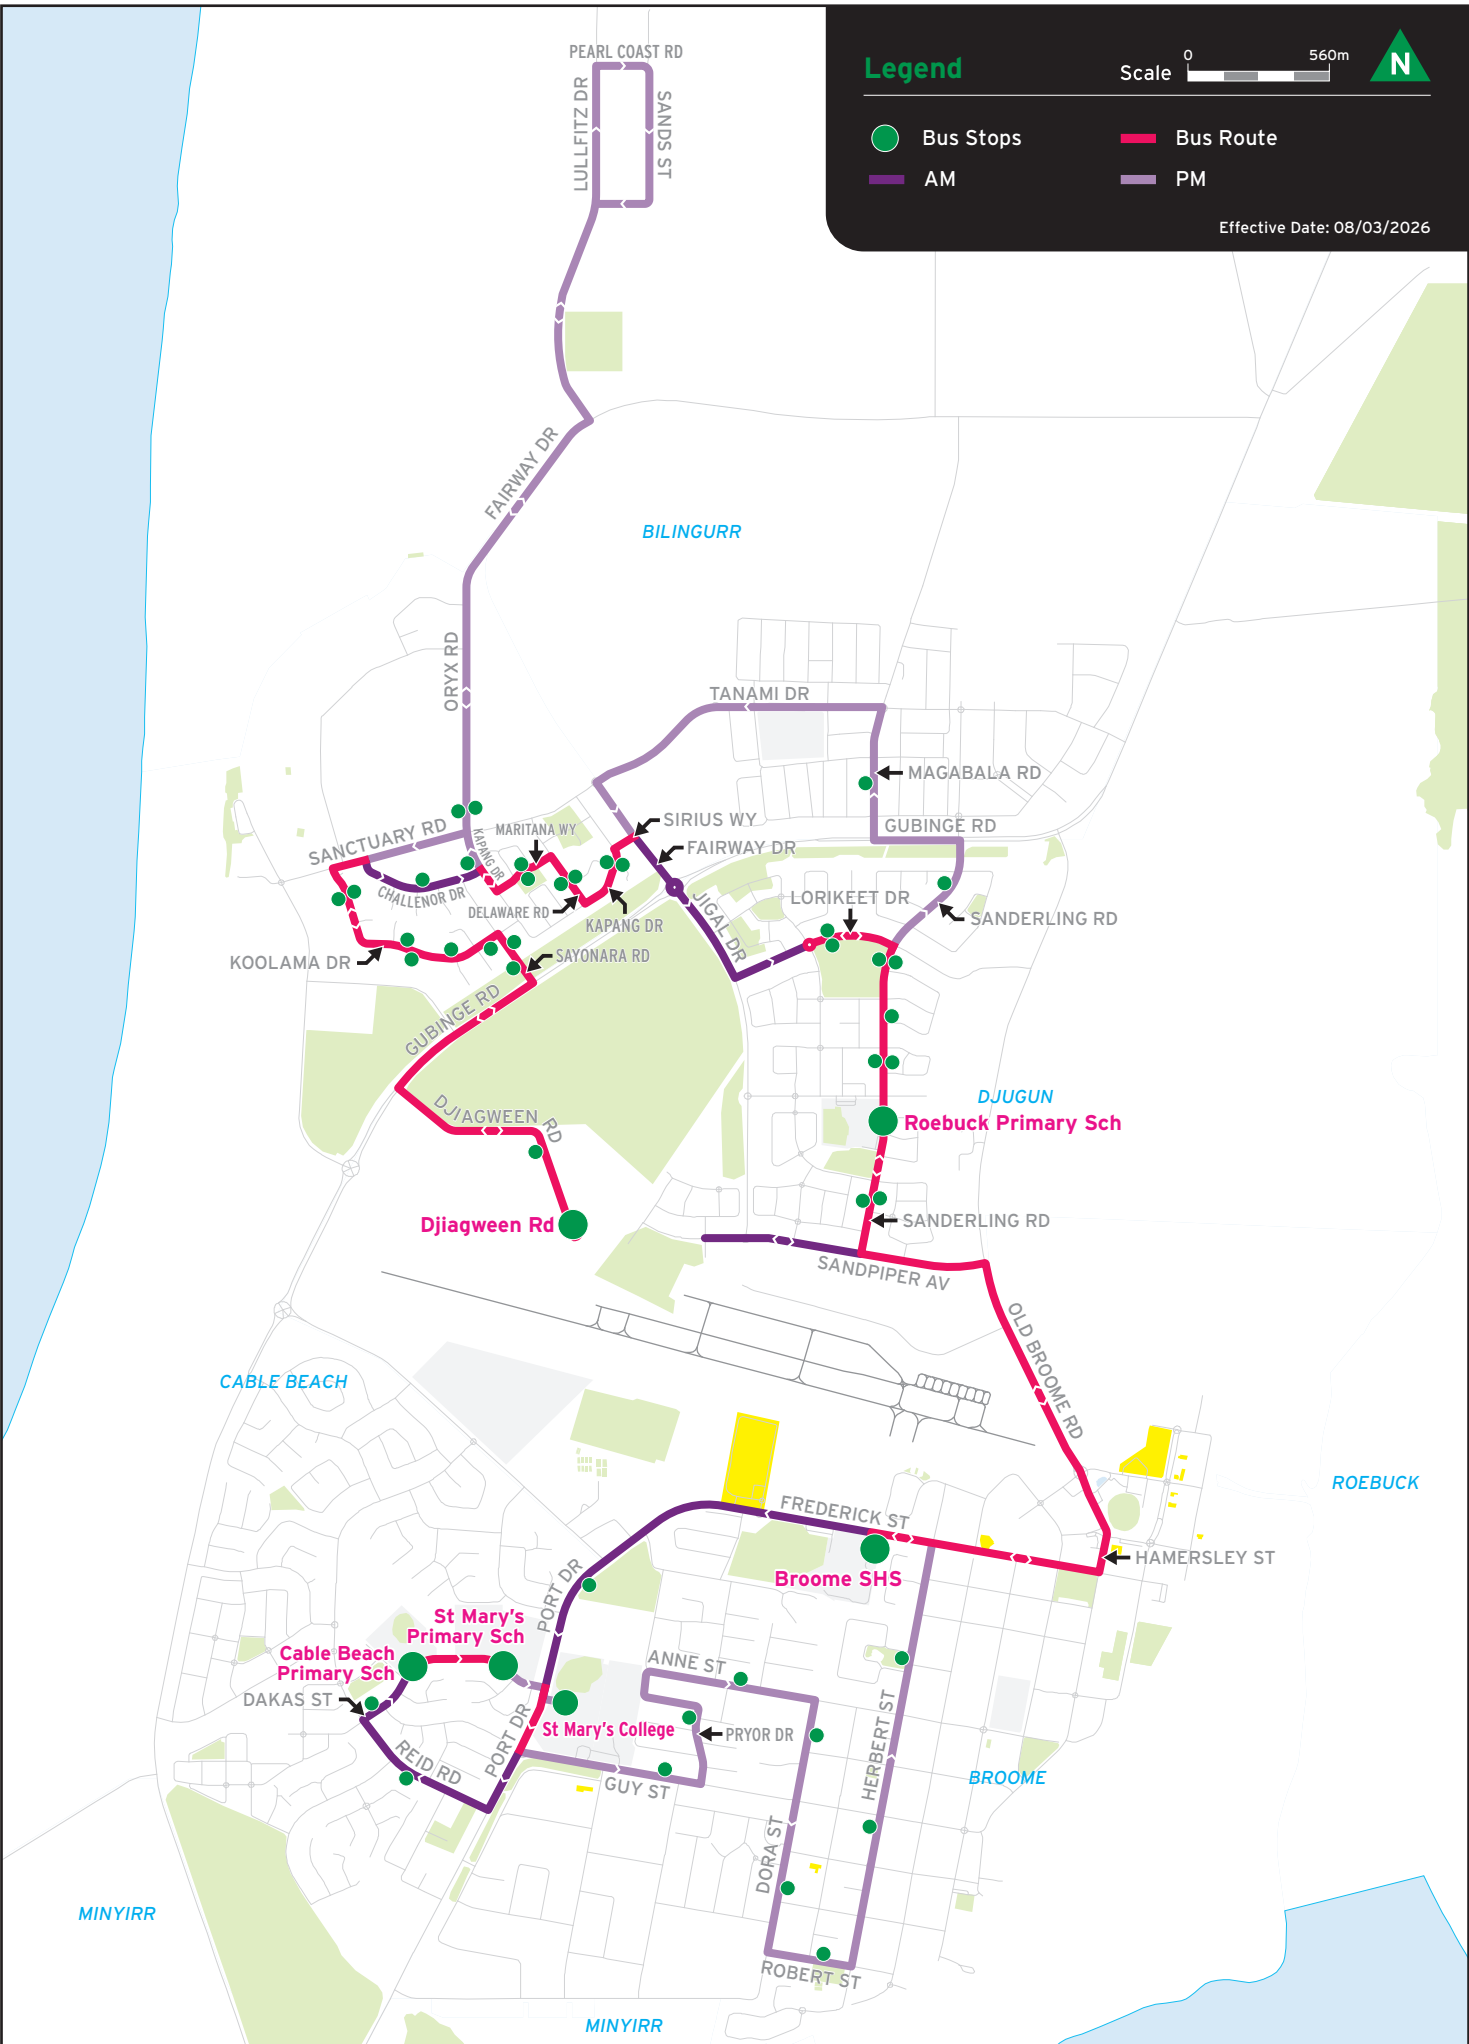 PEARL COAST RD
LULLFITZ DR
SANDS ST
Legend
Scale
0
560m
N
Bus Stops
Bus Route
AM
PM
Effective Date: 08/03/2026
FAIRWAY DR
BILINGURR
ORYX RD
TANAMI DR
MAGABALA RD
SIRIUS WY
GUBINGE RD
SANCTUARY RD
KAPANG DR
MARITANA WY
FAIRWAY DR
CHALLENOR DR
DELAWARE RD
KAPANG DR
JIGAL DR
LORIKEET DR
SANDERLING RD
KOOLAMA DR
SAYONARA RD
GUBINGE RD
DJIAGWEEN RD
DJUGUN
Roebuck Primary Sch
Djiagween Rd
SANDERLING RD
SANDPIPER AV
OLD BROOME RD
CABLE BEACH
ROEBUCK
FREDERICK ST
HAMERSLEY ST
Broome SHS
PORT DR
St Mary's
Primary Sch
Cable Beach
Primary Sch
DAKAS ST
ANNE ST
St Mary's College
PRYOR DR
PORT DR
REID RD
GUY ST
HERBERT ST
BROOME
DORA ST
MINYIRR
ROBERT ST
MINYIRR